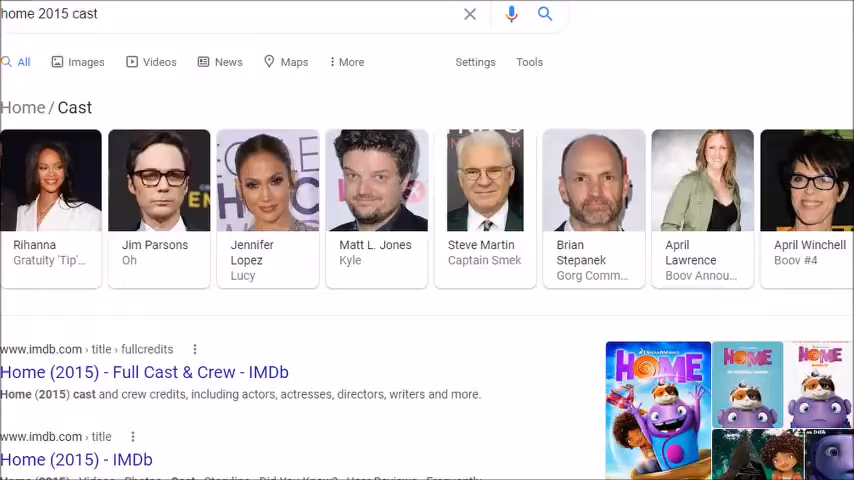 home 2015 cast
All Images Videos News Maps More Settings Tools
Home / Cast
Rihanna
Gratuity 'Tip'...
Jim Parsons
Oh
Jennifer
Lopez
Lucy
Matt L. Jones
Kyle
Steve Martin
Captain Smek
Brian
Stepanek
Gorg Comm...
April
Lawrence
Boov Annou...
April Winchell
Boov #4
www.imdb.com › title › fullcredits
Home (2015) - Full Cast & Crew - IMDb
Home (2015) cast and crew credits, including actors, actresses, directors, writers and more.
www.imdb.com › title
Home (2015) - IMDb
HOME
HOME
HOME